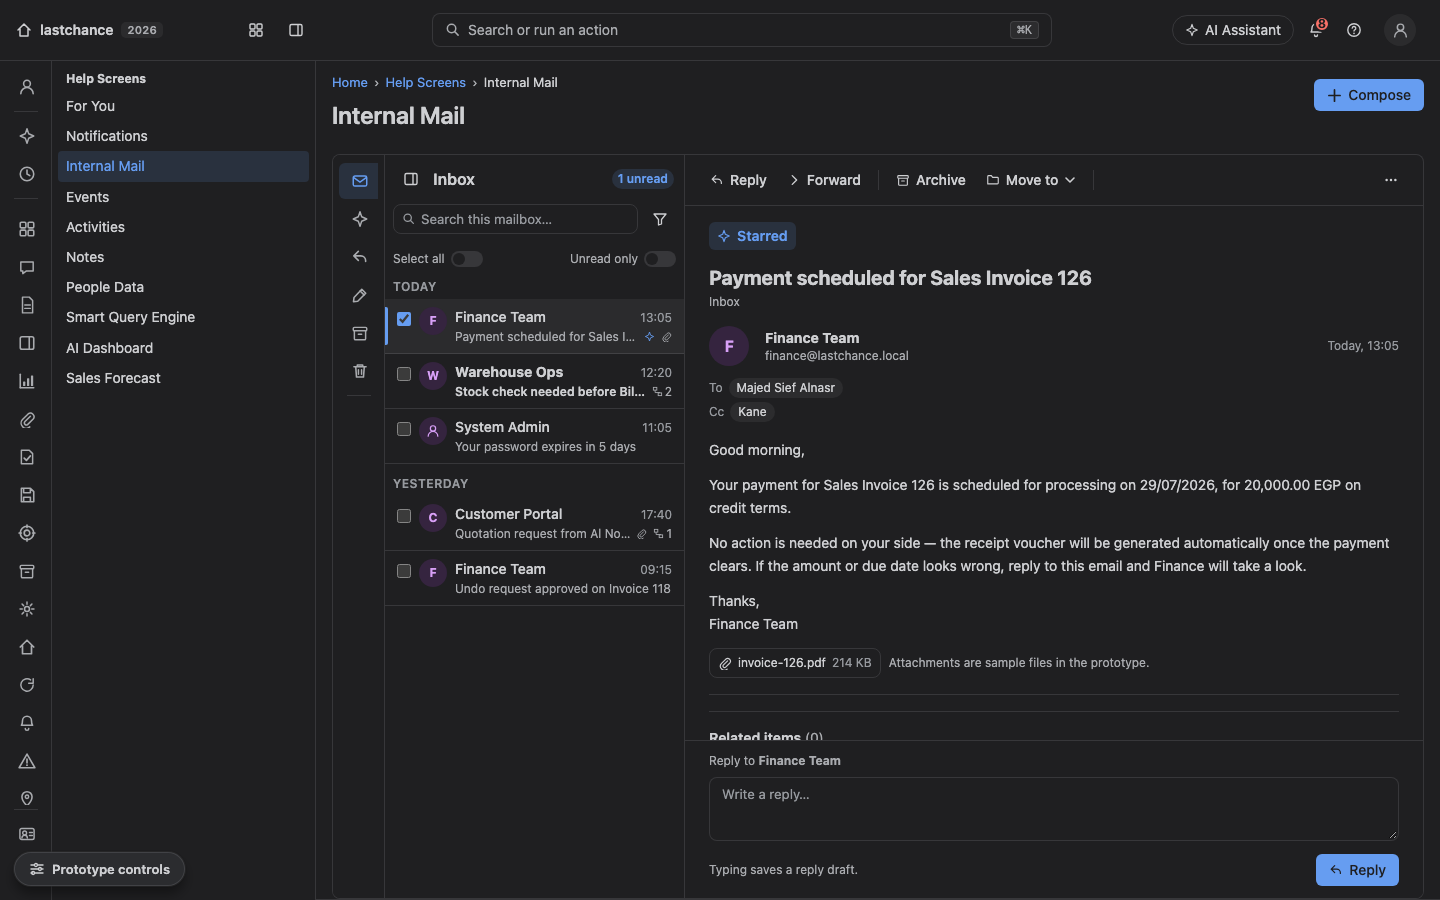 lastchance 2026
Search or run an action ⌘K
AI Assistant
8
Help Screens
For You
Notifications
Internal Mail
Events
Activities
Notes
People Data
Smart Query Engine
AI Dashboard
Sales Forecast
Prototype controls
Home › Help Screens › Internal Mail
Internal Mail
Compose
Inbox 1 unread
Search this mailbox...
Select all Unread only
TODAY
F Finance Team 13:05
Payment scheduled for Sales I...
W Warehouse Ops 12:20
Stock check needed before Bil... 2
System Admin 11:05
Your password expires in 5 days
YESTERDAY
C Customer Portal 17:40
Quotation request from Al No... 1
F Finance Team 09:15
Undo request approved on Invoice 118
Reply Forward Archive Move to
Starred
Payment scheduled for Sales Invoice 126
Inbox
F Finance Team
finance@lastchance.local
Today, 13:05
To Majed Sief Alnasr
Cc Kane
Good morning,
Your payment for Sales Invoice 126 is scheduled for processing on 29/07/2026, for 20,000.00 EGP on
credit terms.
No action is needed on your side — the receipt voucher will be generated automatically once the payment
clears. If the amount or due date looks wrong, reply to this email and Finance will take a look.
Thanks,
Finance Team
invoice-126.pdf 214 KB Attachments are sample files in the prototype.
Related items (0)
Reply to Finance Team
Write a reply...
Typing saves a reply draft.
Reply